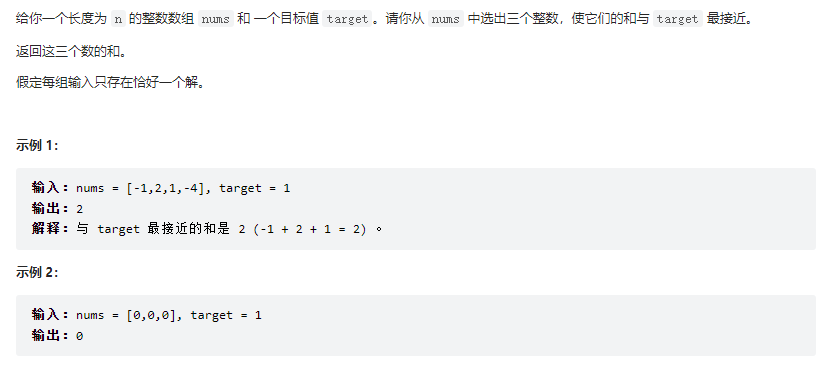 给你一个长度为 n 的整数数组 nums 和 一个目标值 target。请你从 nums 中选出三个整数，使它们的和与 target 最接近。
返回这三个数的和。
假定每组输入只存在恰好一个解。
示例 1：
输入：nums = [-1,2,1,-4], target = 1
输出：2
解释：与 target 最接近的和是 2 (-1 + 2 + 1 = 2) 。
示例 2：
输入：nums = [0,0,0], target = 1
输出：0